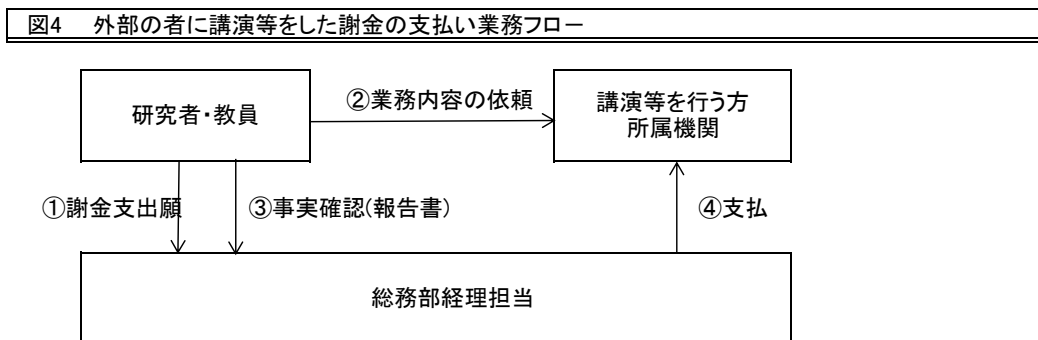 図4 外部の者に講演等をした謝金の支払い業務フロー
研究者・教員
②業務内容の依頼
講演等を行う方
所属機関
①謝金支出願
③事実確認(報告書)
④支払
総務部経理担当